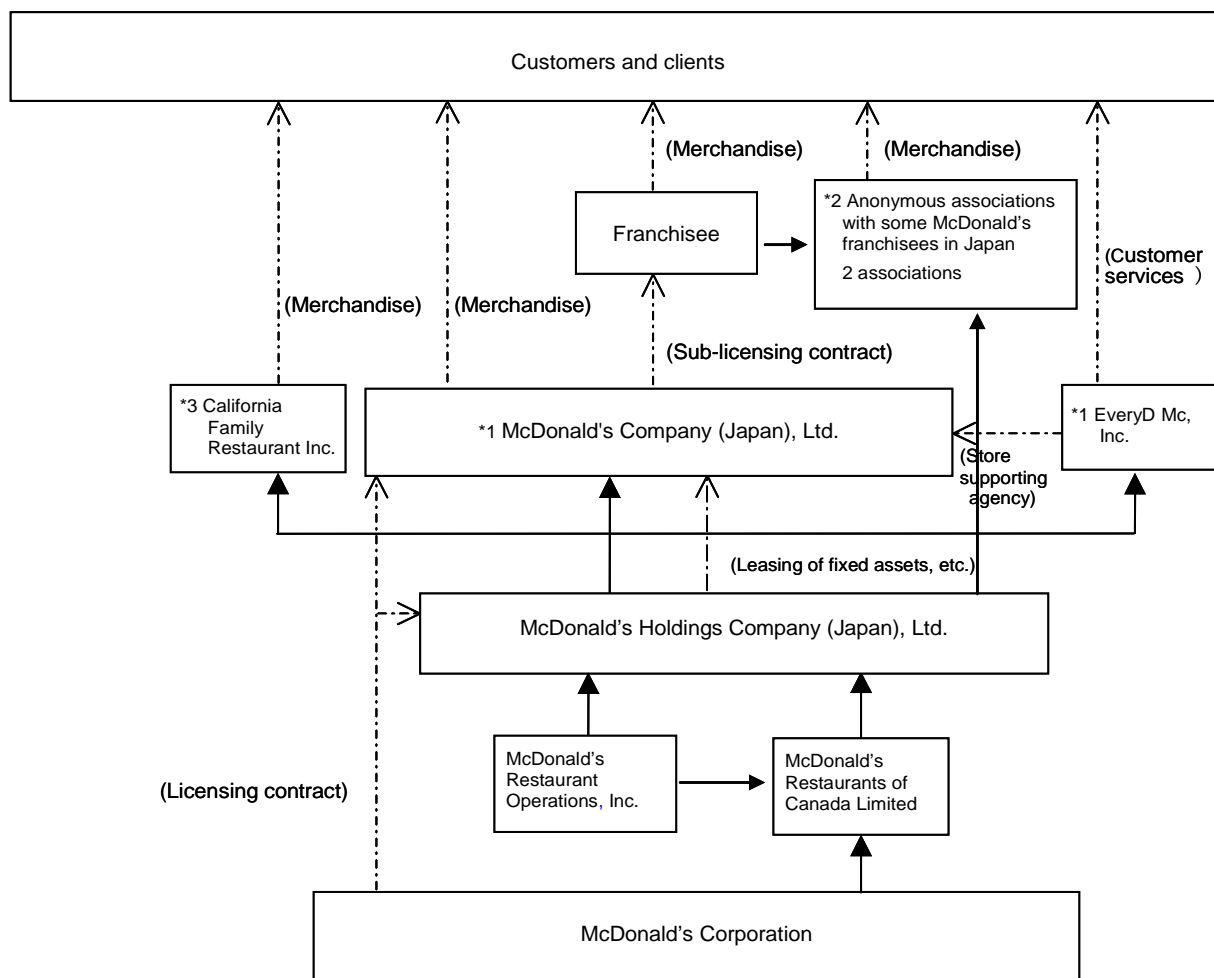 Customers and clients
(Merchandise)
(Merchandise)
Franchisee
*2 Anonymous associations
with some McDonald's
franchisees in Japan
2 associations
(Customer
services )
(Merchandise)
(Merchandise)
(Sub-licensing contract)
*3 California
Family
Restaurant Inc.
*1 McDonald's Company (Japan), Ltd.
*1 EveryD Mc,
Inc.
(Store
supporting
agency)
(Leasing of fixed assets, etc.)
McDonald's Holdings Company (Japan), Ltd.
McDonald's
Restaurant
Operations, Inc.
McDonald's
Restaurants of
Canada Limited
(Licensing contract)
McDonald's Corporation